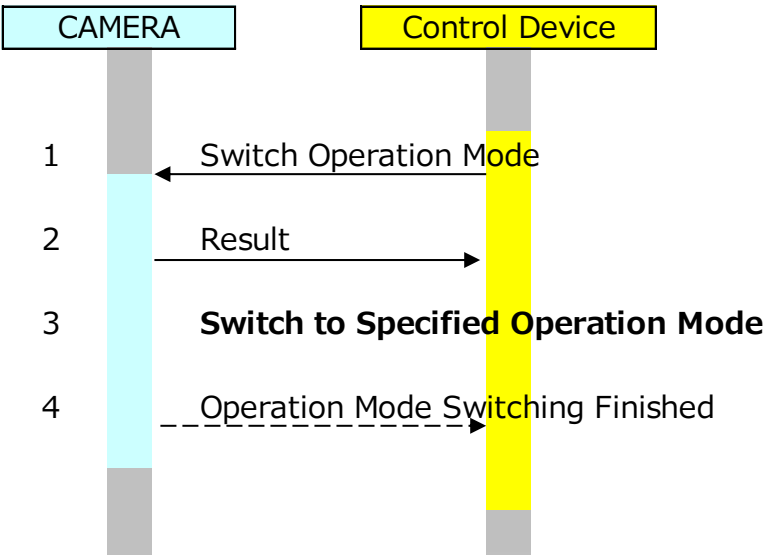 CAMERA Control Device
1 Switch Operation Mode
2 Result
3 Switch to Specified Operation Mode
4 Operation Mode Switching Finished